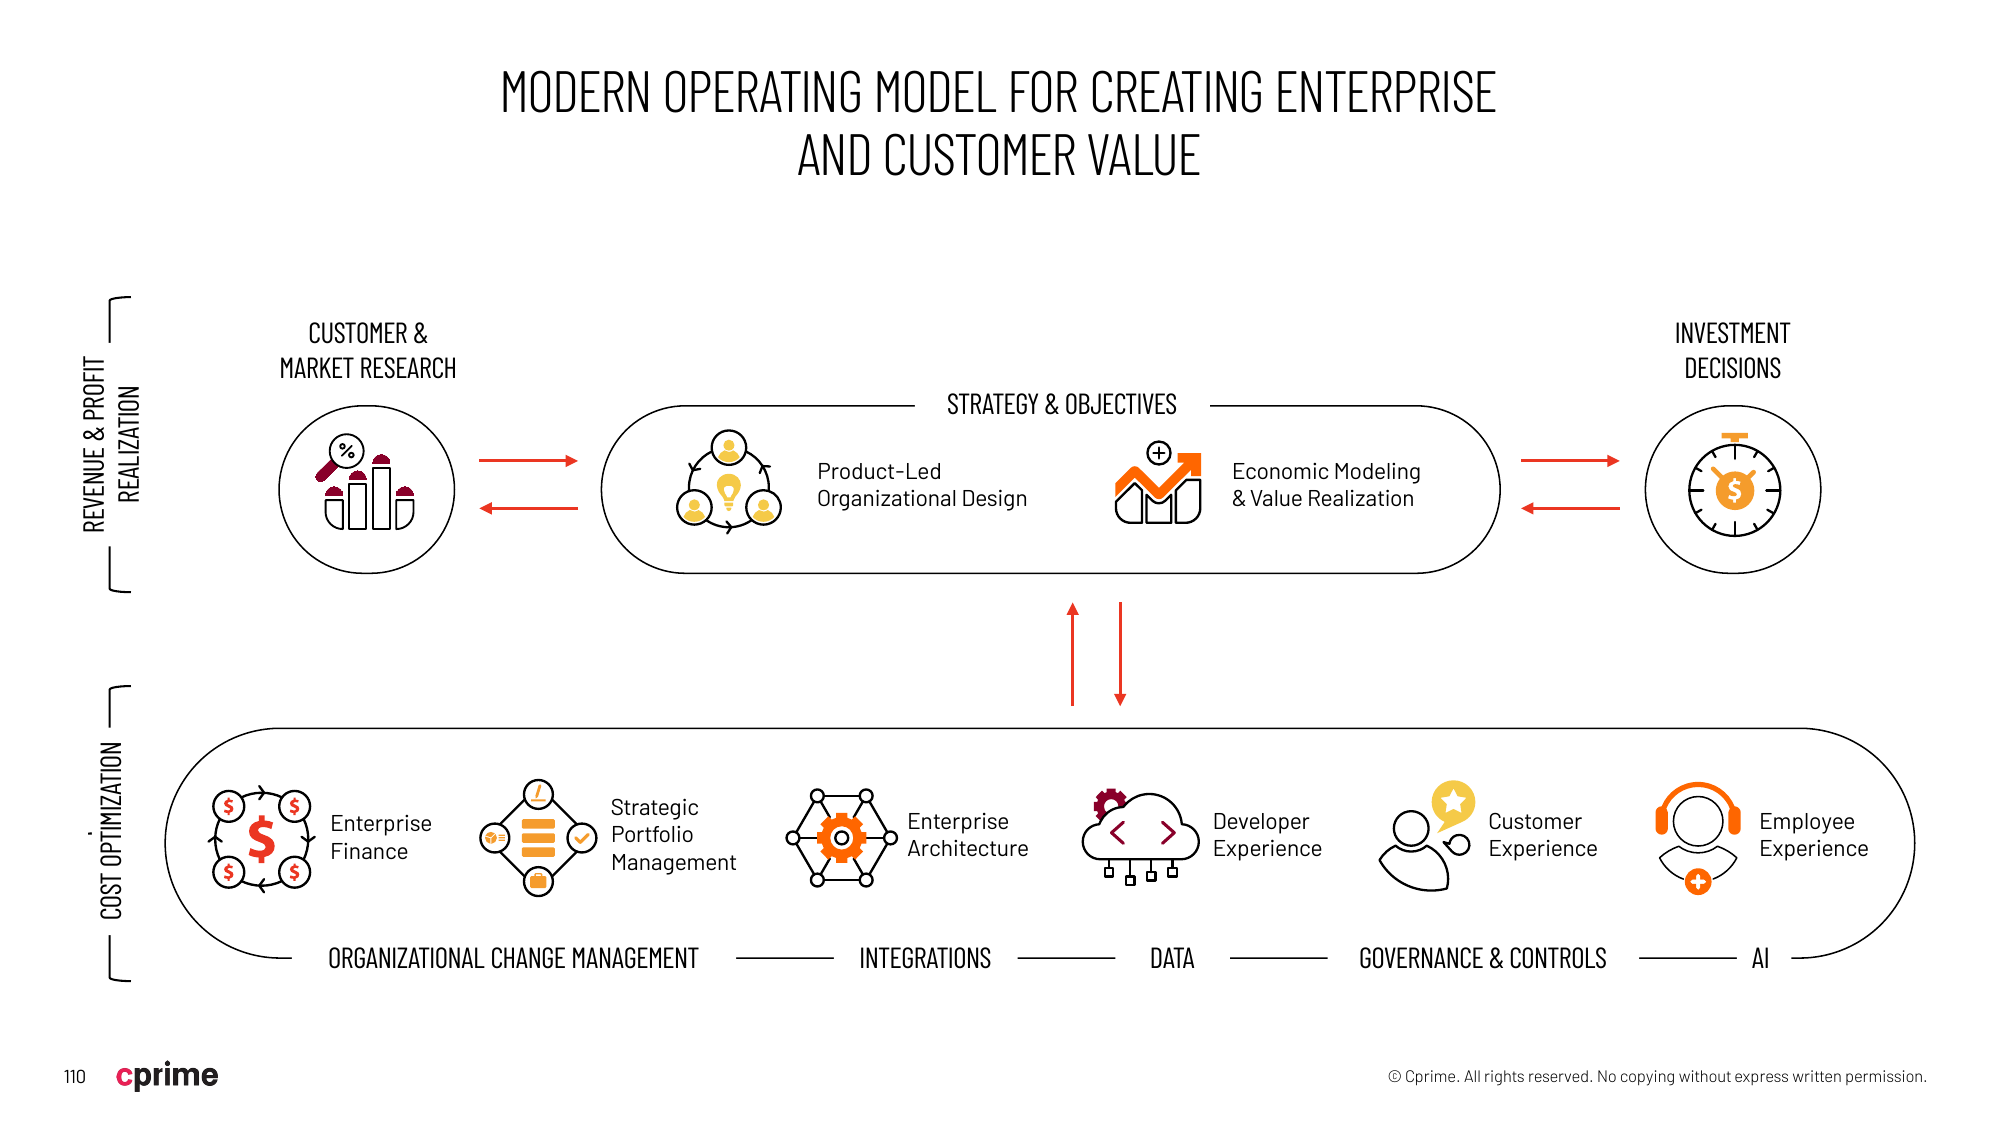 MODERN OPERATING MODEL FOR CREATING ENTERPRISE
AND CUSTOMER VALUE
REVENUE & PROFIT
REALIZATION
CUSTOMER &
MARKET RESEARCH
%
STRATEGY & OBJECTIVES
Product-Led
Organizational Design
Economic Modeling
& Value Realization
INVESTMENT
DECISIONS
$
COST OPTIMIZATION
$ $
$
$ $
Enterprise
Finance
Strategic
Portfolio
Management
Enterprise
Architecture
Developer
Experience
Customer
Experience
Employee
Experience
ORGANIZATIONAL CHANGE MANAGEMENT
INTEGRATIONS
DATA
GOVERNANCE & CONTROLS
AI
110
cprime
© Cprime. All rights reserved. No copying without express written permission.